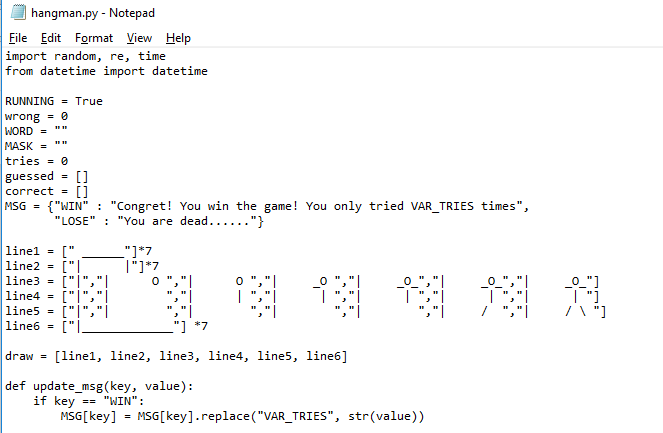 hangman.py - Notepad
File Edit Format View Help
import random, re, time
from datetime import datetime

RUNNING = True
wrong = 0
WORD = ""
MASK = ""
tries = 0
guessed = []
correct = []
MSG = {"WIN" : "Congret! You win the game! You only tried VAR_TRIES times",
       "LOSE" : "You are dead......"}

line1 = [" ______"]*7
line2 = ["|      |"]*7
line3 = ["|","|      O ","|      O ","|     _O ","|     _O_","|     _O_","|     _O_"]
line4 = ["|","|        ","|      | ","|      | ","|      | ","|      | ","|      | "]
line5 = ["|","|        ","|        ","|        ","|        ","|     /  ","|     / \ "]
line6 = ["|_____________"] *7

draw = [line1, line2, line3, line4, line5, line6]

def update_msg(key, value):
    if key == "WIN":
        MSG[key] = MSG[key].replace("VAR_TRIES", str(value))